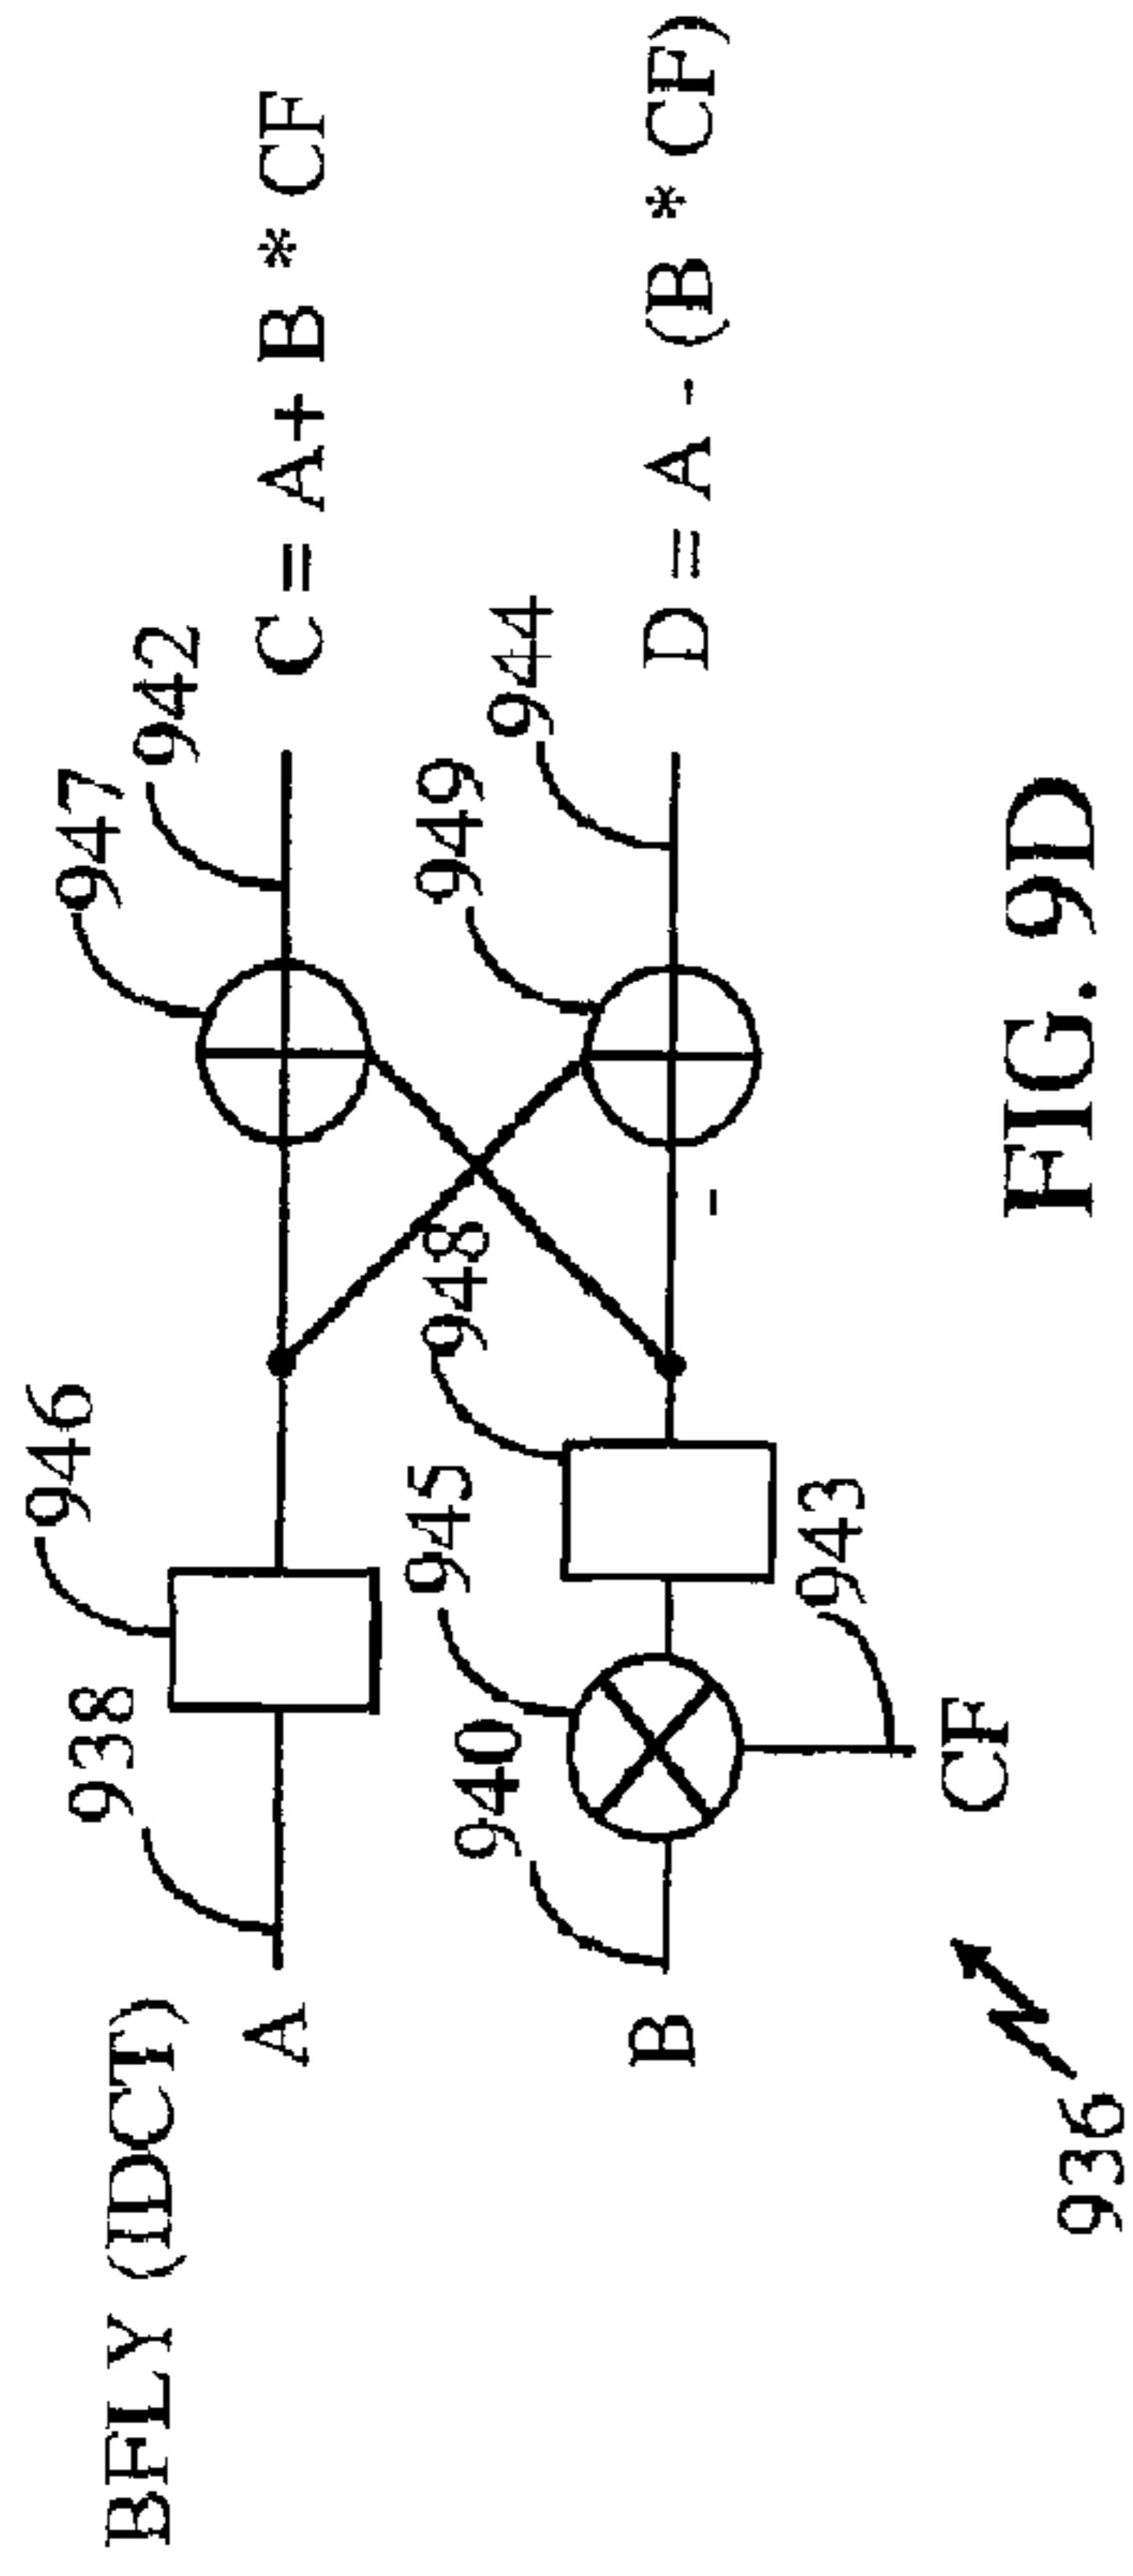 BFLY (IDCT)
946
947
938
942
A
C = A + B * CF
948
949
945
944
940
B
D = A - (B * CF)
-
943
CF
936
FIG. 9D